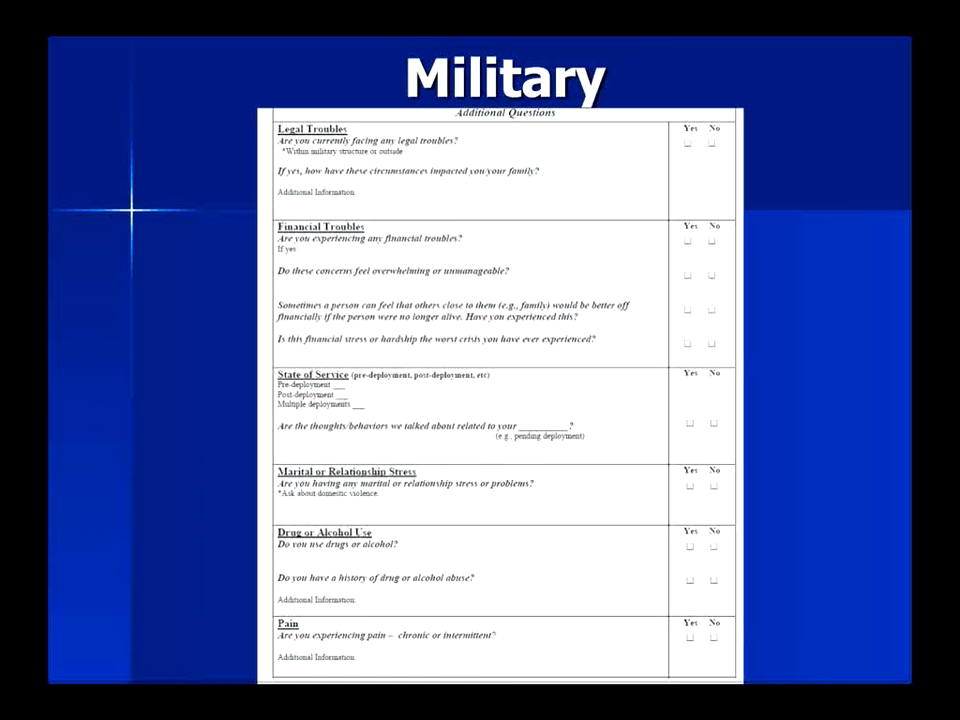 Military
Additional Questions
Legal Troubles
Yes No
Are you currently facing any legal troubles?
*Within military structure or outside
If yes, how have these circumstances impacted you/your family?
Additional Information:
Financial Troubles
Yes No
Are you experiencing any financial troubles?
If yes
Do these concerns feel overwhelming or unmanageable?
Sometimes a person can feel that others close to them (e.g., family) would be better off
financially if the person were no longer alive. Have you experienced this?
Is this financial stress or hardship the worst crisis you have ever experienced?
State of Service (pre-deployment, post-deployment, etc)
Yes No
Pre-deployment ___
Post-deployment ___
Multiple deployments ___
Are the thoughts/behaviors we talked about related to your __________?
(e.g., pending deployment)
Marital or Relationship Stress
Yes No
Are you having any marital or relationship stress or problems?
*Ask about domestic violence.
Drug or Alcohol Use
Yes No
Do you use drugs or alcohol?
Do you have a history of drug or alcohol abuse?
Additional Information:
Pain
Yes No
Are you experiencing pain – chronic or intermittent?
Additional Information: